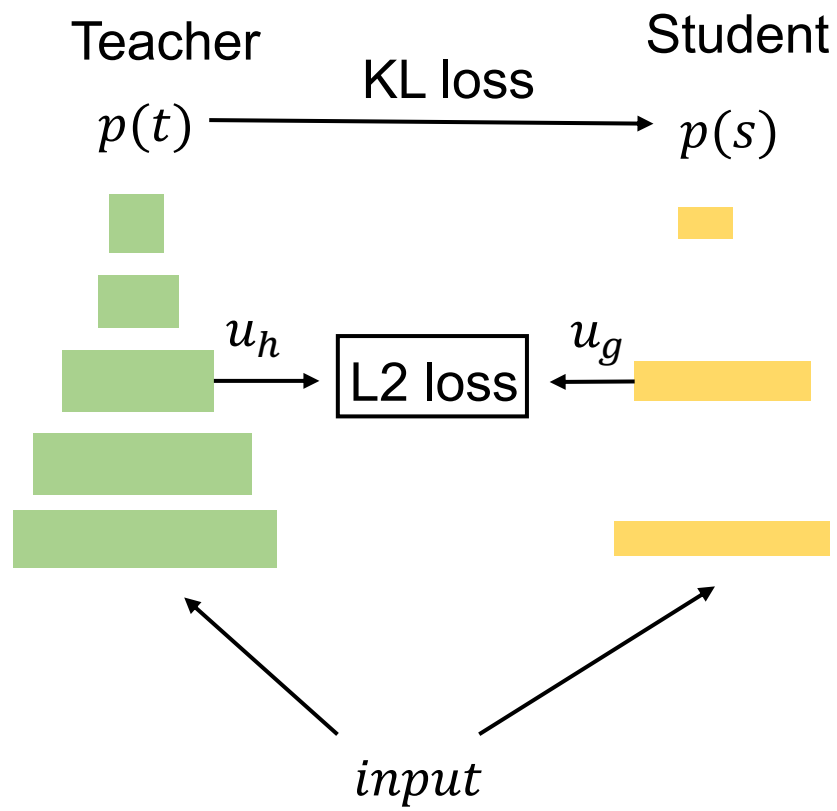 Teacher
Student
KL loss
p(t)
p(s)
u_h
L2 loss
u_g
input